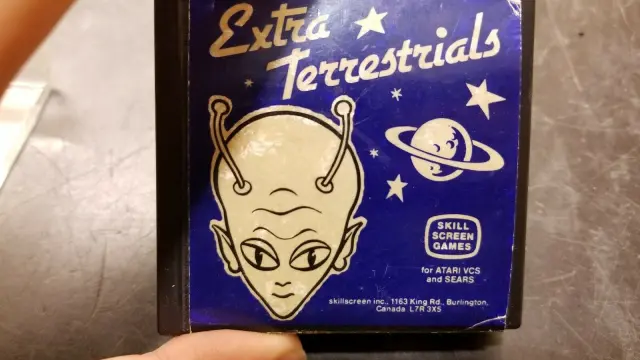 Extra
Terrestrials
SKILL
SCREEN
GAMES
for ATARI VCS
and SEARS
skillscreen inc., 1163 King Rd., Burlington,
Canada L7R 3X5